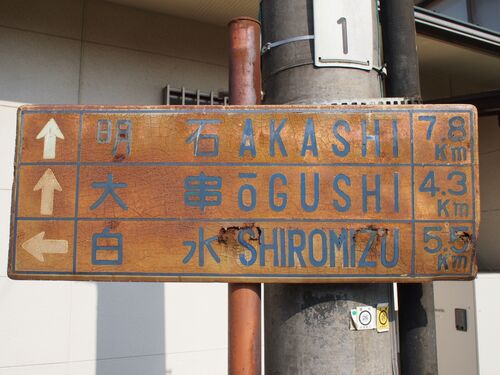 1
↑ 明石 AKASHI 7.8 Km
↑ 大串 ōGUSHI 4.3 Km
← 白水 SHIROMIZU 5.5 Km